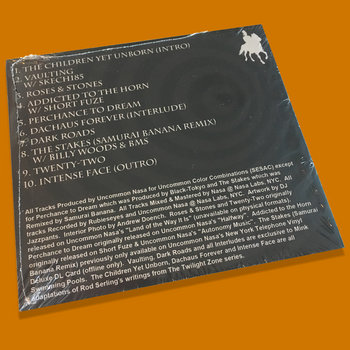 1. THE CHILDREN YET UNBORN (INTRO)
2. VAULTING
W/ SKECH185
3. ROSES & STONES
4. ADDICTED TO THE HORN
W/ SHORT FUZE
5. PERCHANCE TO DREAM
6. DACHAUS FOREVER (INTERLUDE)
7. DARK ROADS
8. THE STAKES (SAMURAI BANANA REMIX)
W/ BILLY WOODS & BMS
9. TWENTY-TWO
10. INTENSE FACE (OUTRO)
All Tracks Produced by Uncommon Nasa for Uncommon Color Combinations (SESAC) except
for Perchance to Dream which was Produced by Black-Tokyo and The Stakes which was
Remixed by Samurai Banana. All Tracks Mixed & Mastered by Nasa @ Nasa Labs, NYC. All
tracks Recorded by Rubieseyes and Uncommon Nasa @ Nasa Labs, NYC. Artwork by DJ
Jazzpants. Interior Photo by Andrew Doench. Roses & Stones and Twenty-Two originally
released on Uncommon Nasa's "Land of the Way It Is" (unavailable on physical formats).
Perchance to Dream originally released on Uncommon Nasa's "Halfway". Addicted to the Horn
originally released on Short Fuze & Uncommon Nasa's "Autonomy Music". The Stakes (Samurai
Banana Remix) previously only available on Uncommon Nasa's New York Telephone Vinyl
Deluxe DL Card (offline only). Vaulting, Dark Roads and all Interludes are exclusive to Mink
Swimming Pools. The Children Yet Unborn, Dachaus Forever and Intense Face are all
adaptations of Rod Serling's writings from The Twilight Zone series.